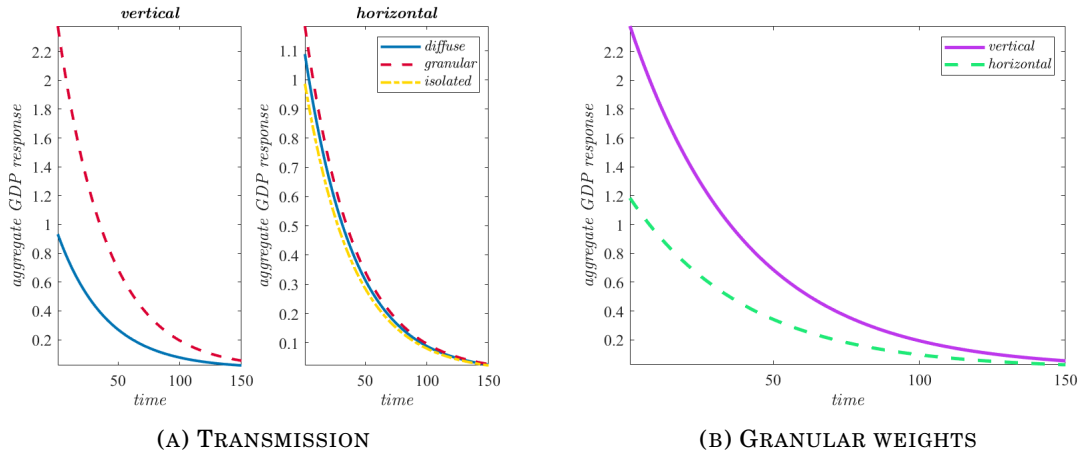 vertical
aggregate GDP response
2.2
2
1.8
1.6
1.4
1.2
1
0.8
0.6
0.4
0.2
50
100
150
time
horizontal
diffuse
granular
isolated
aggregate GDP response
1.1
1
0.9
0.8
0.7
0.6
0.5
0.4
0.3
0.2
0.1
50
100
150
time
(A) TRANSMISSION
vertical
horizontal
aggregate GDP response
2.2
2
1.8
1.6
1.4
1.2
1
0.8
0.6
0.4
0.2
50
100
150
time
(B) GRANULAR WEIGHTS